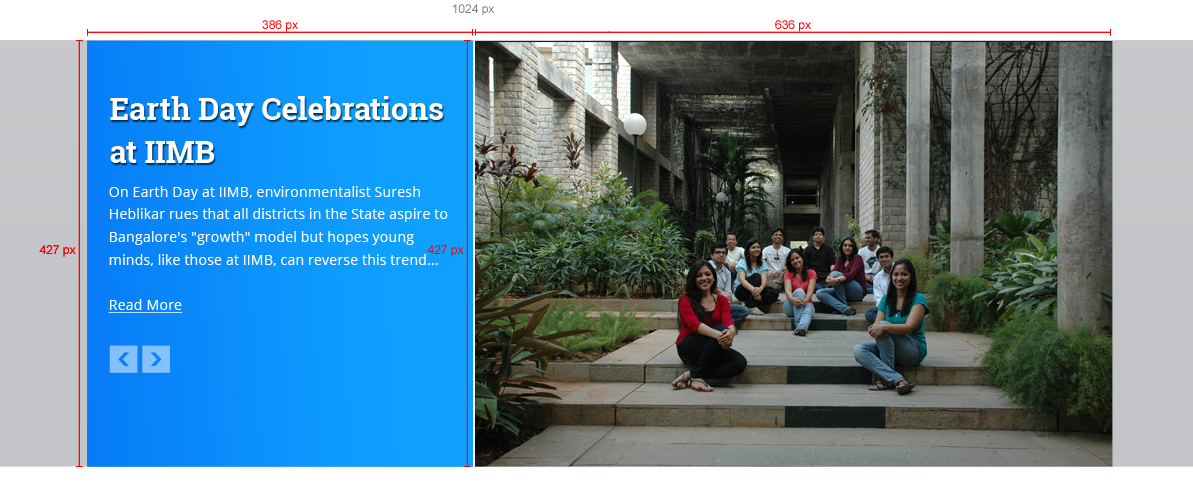 1024 px
386 px
636 px
Earth Day Celebrations
at IIMB
On Earth Day at IIMB, environmentalist Suresh
Heblikar rues that all districts in the State aspire to
Bangalore's "growth" model but hopes young
427 px
427 px
minds, like those at IIMB, can reverse this trend...
Read More